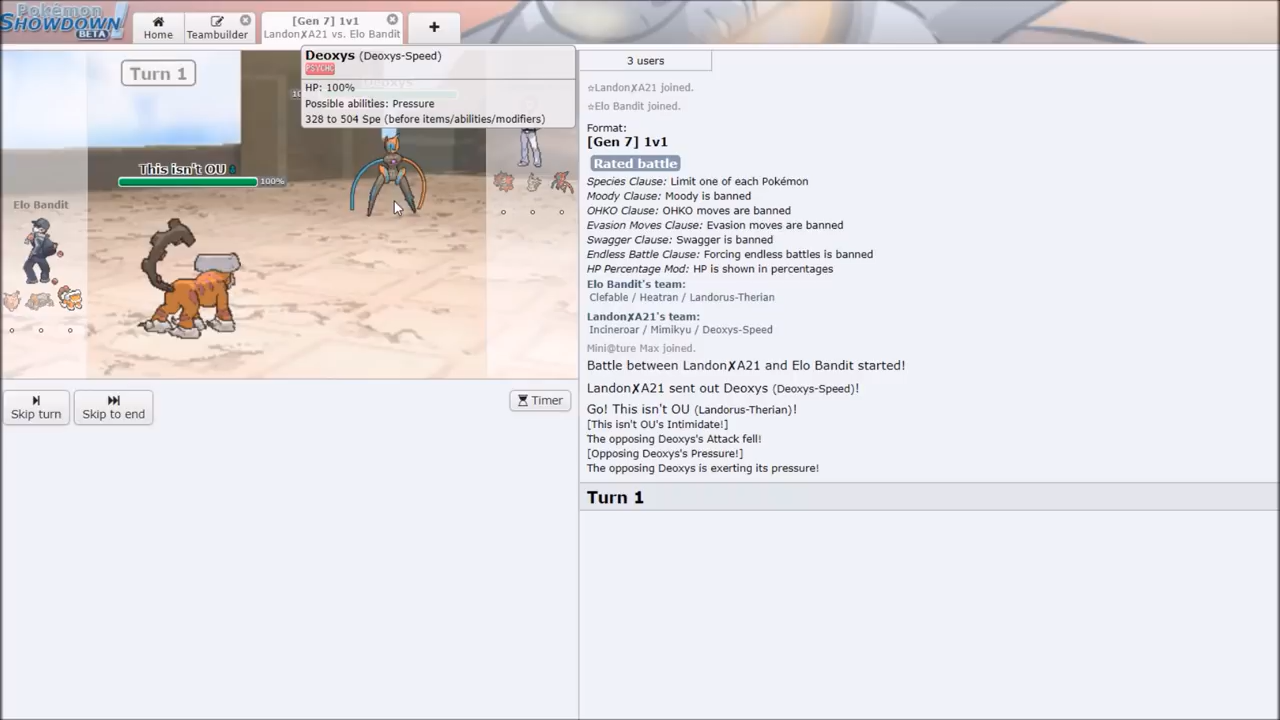 Pokémon
SHOWDOWN!
BETA
Home
Teambuilder
[Gen 7] 1v1
Landon✗A21 vs. Elo Bandit
+
Deoxys (Deoxys-Speed)
PSYCHC
HP: 100%
Possible abilities: Pressure
328 to 504 Spe (before items/abilities/modifiers)
Turn 1
This isn't OU
100%
Elo Bandit
Skip turn
Skip to end
Timer
3 users
☆Landon✗A21 joined.
☆Elo Bandit joined.
Format:
[Gen 7] 1v1
Rated battle
Species Clause: Limit one of each Pokémon
Moody Clause: Moody is banned
OHKO Clause: OHKO moves are banned
Evasion Moves Clause: Evasion moves are banned
Swagger Clause: Swagger is banned
Endless Battle Clause: Forcing endless battles is banned
HP Percentage Mod: HP is shown in percentages
Elo Bandit's team:
Clefable / Heatran / Landorus-Therian
Landon✗A21's team:
Incineroar / Mimikyu / Deoxys-Speed
Mini@ture Max joined.
Battle between Landon✗A21 and Elo Bandit started!
Landon✗A21 sent out Deoxys (Deoxys-Speed)!
Go! This isn't OU (Landorus-Therian)!
[This isn't OU's Intimidate!]
The opposing Deoxys's Attack fell!
[Opposing Deoxys's Pressure!]
The opposing Deoxys is exerting its pressure!
Turn 1